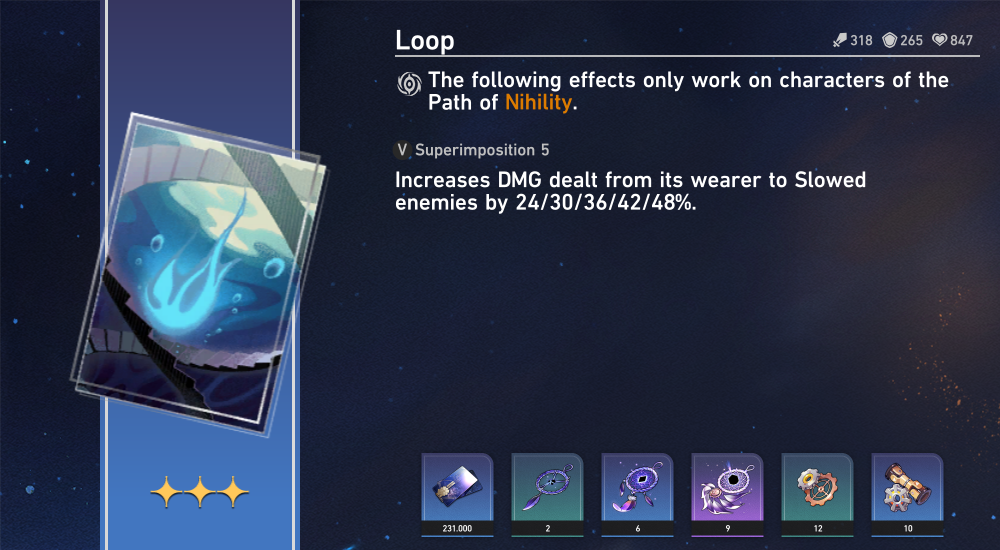 Loop
318 265 847
The following effects only work on characters of the
Path of Nihility.
V Superimposition 5
Increases DMG dealt from its wearer to Slowed
enemies by 24/30/36/42/48%.
231.000 2 6 9 12 10